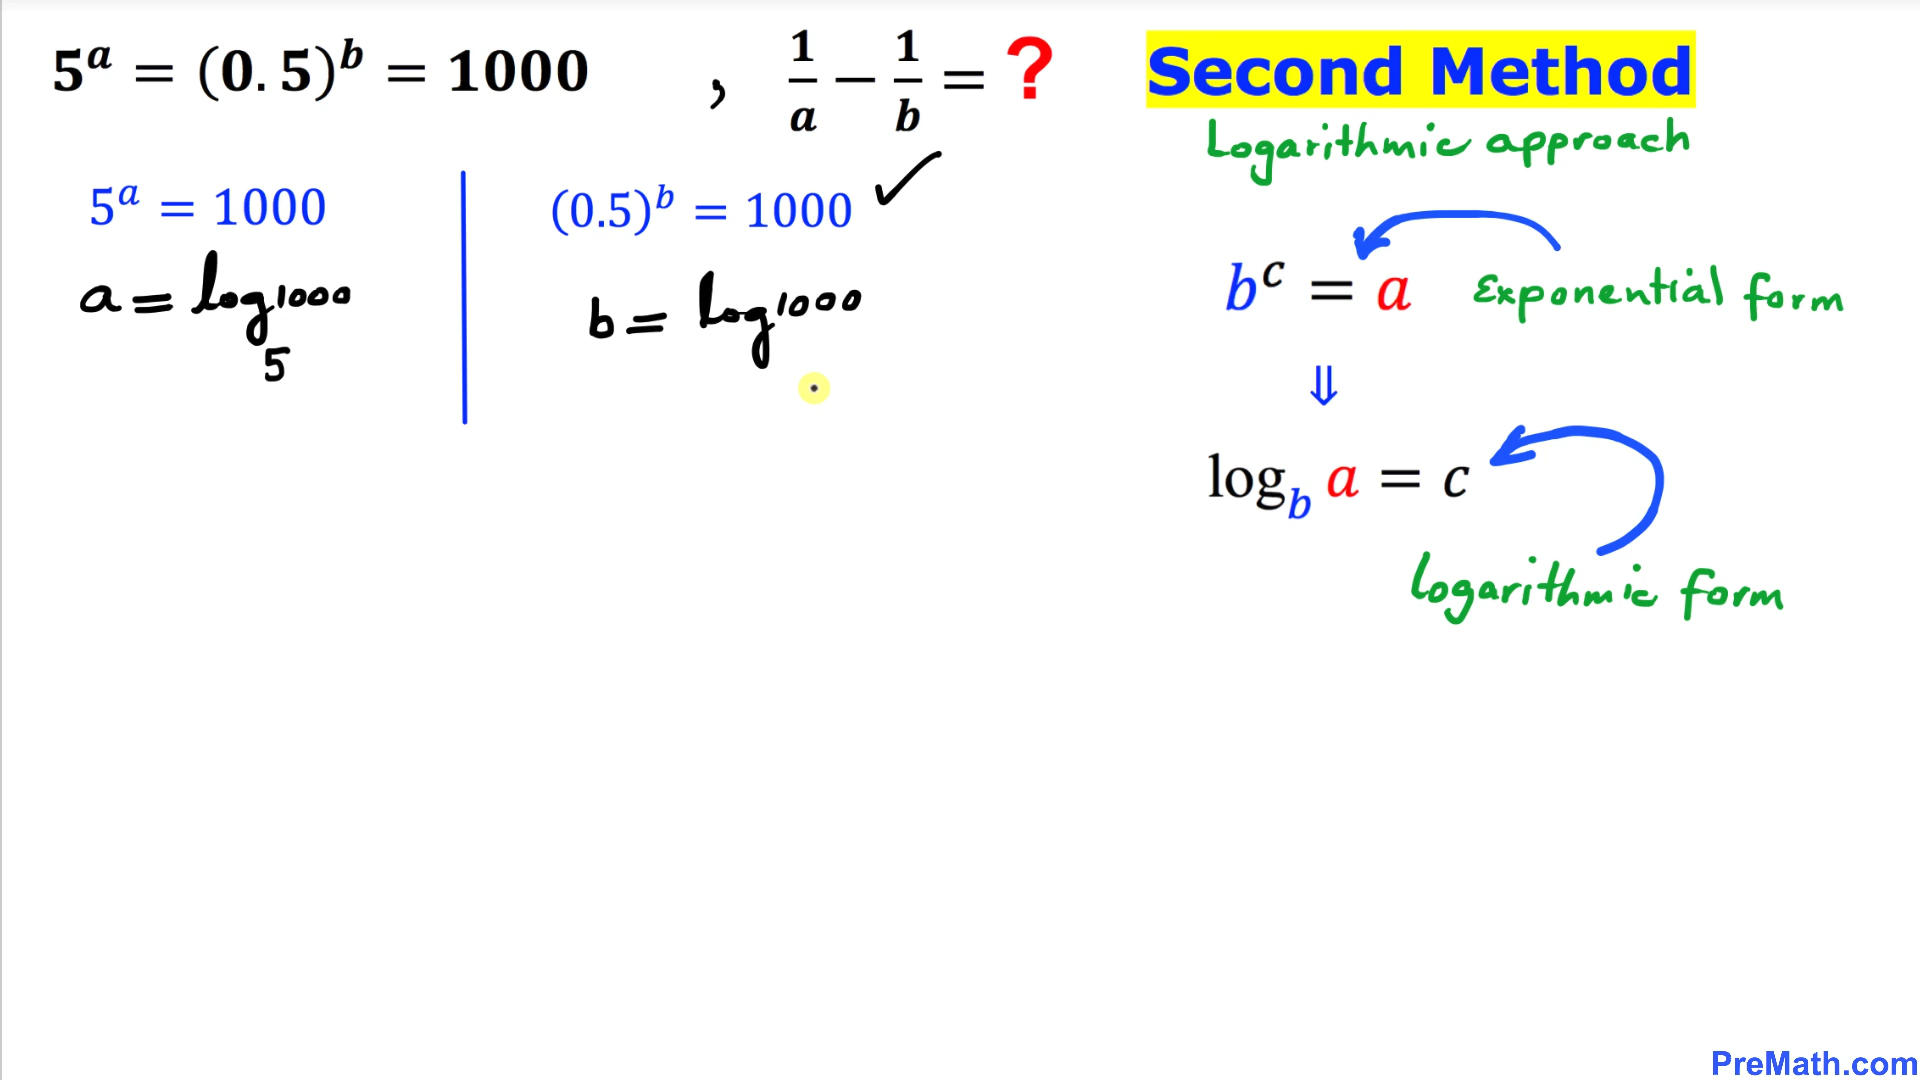 5^a = (0.5)^b = 1000 , 1/a − 1/b = ?
Second Method
Logarithmic approach
5^a = 1000
a = log_5 1000
(0.5)^b = 1000 ✓
b = log 1000
b^c = a Exponential form
⇓
log_b a = c
Logarithmic form
PreMath.com